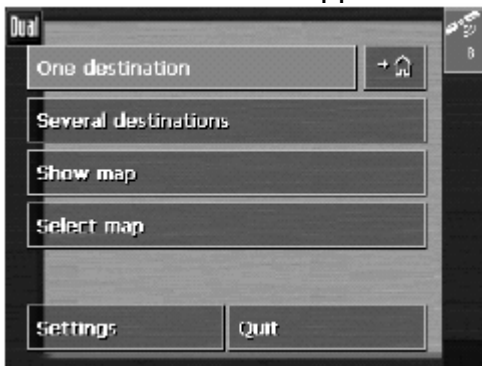 Dual
One destination
Several destinations
Show map
Select map
Settings Quit